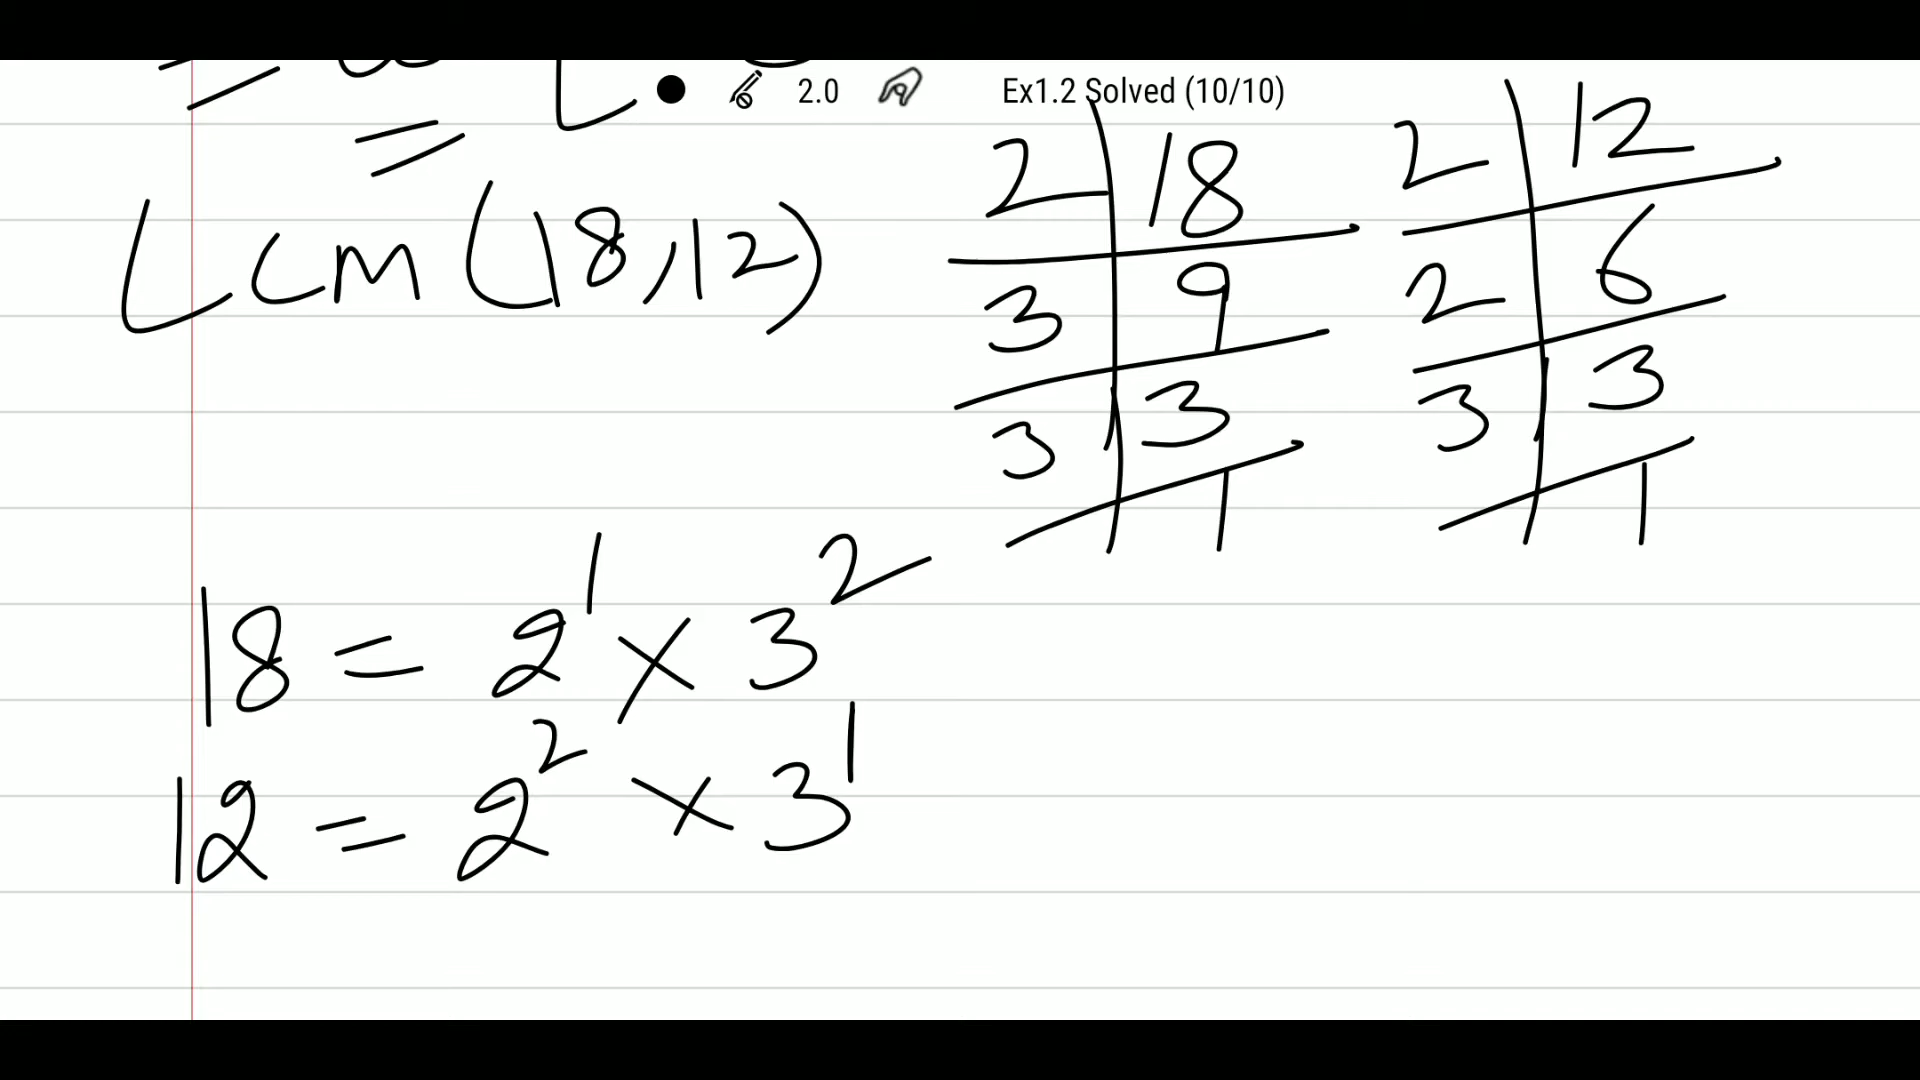 2.0 Ex1.2 Solved (10/10)
LCM (18,12)
2 | 18
3 | 9
3 | 3
1
2 | 12
2 | 6
3 | 3
1
18 = 2¹ × 3²
12 = 2² × 3¹